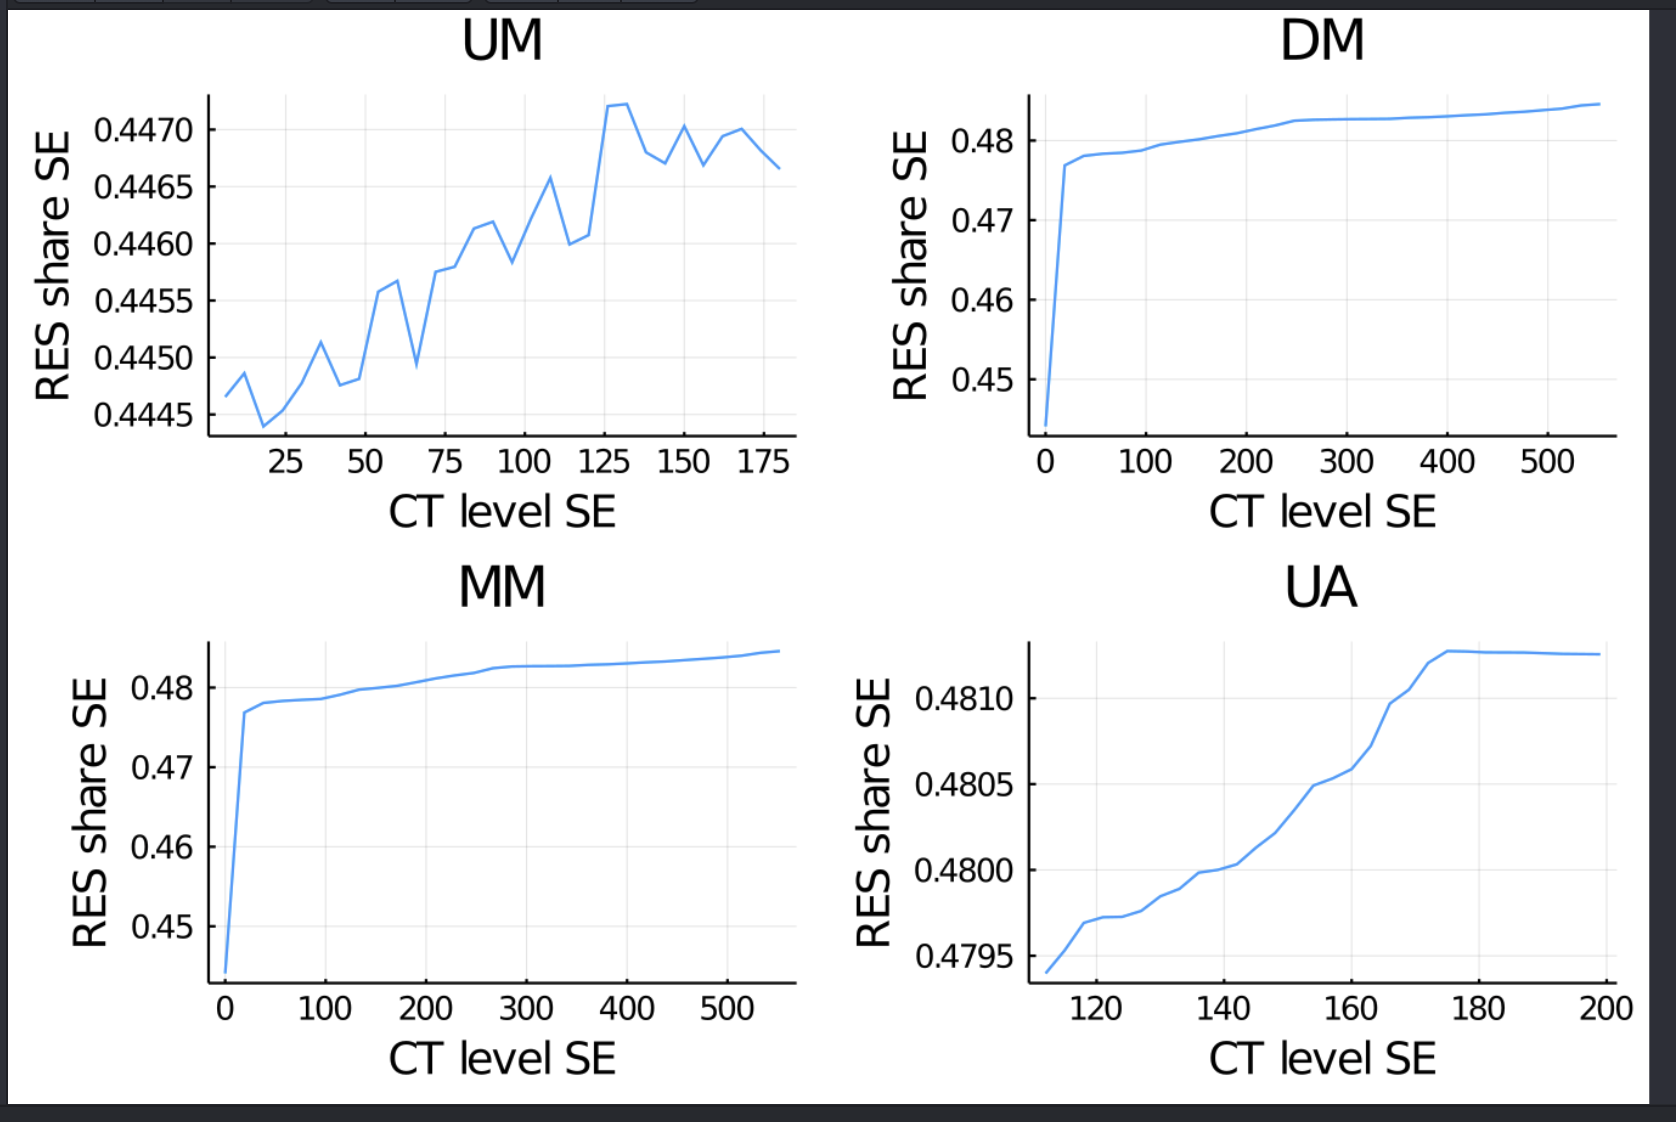 UM
RES share SE
0.4470
0.4465
0.4460
0.4455
0.4450
0.4445
25 50 75 100 125 150 175
CT level SE
DM
RES share SE
0.48
0.47
0.46
0.45
0 100 200 300 400 500
CT level SE
MM
RES share SE
0.48
0.47
0.46
0.45
0 100 200 300 400 500
CT level SE
UA
RES share SE
0.4810
0.4805
0.4800
0.4795
120 140 160 180 200
CT level SE